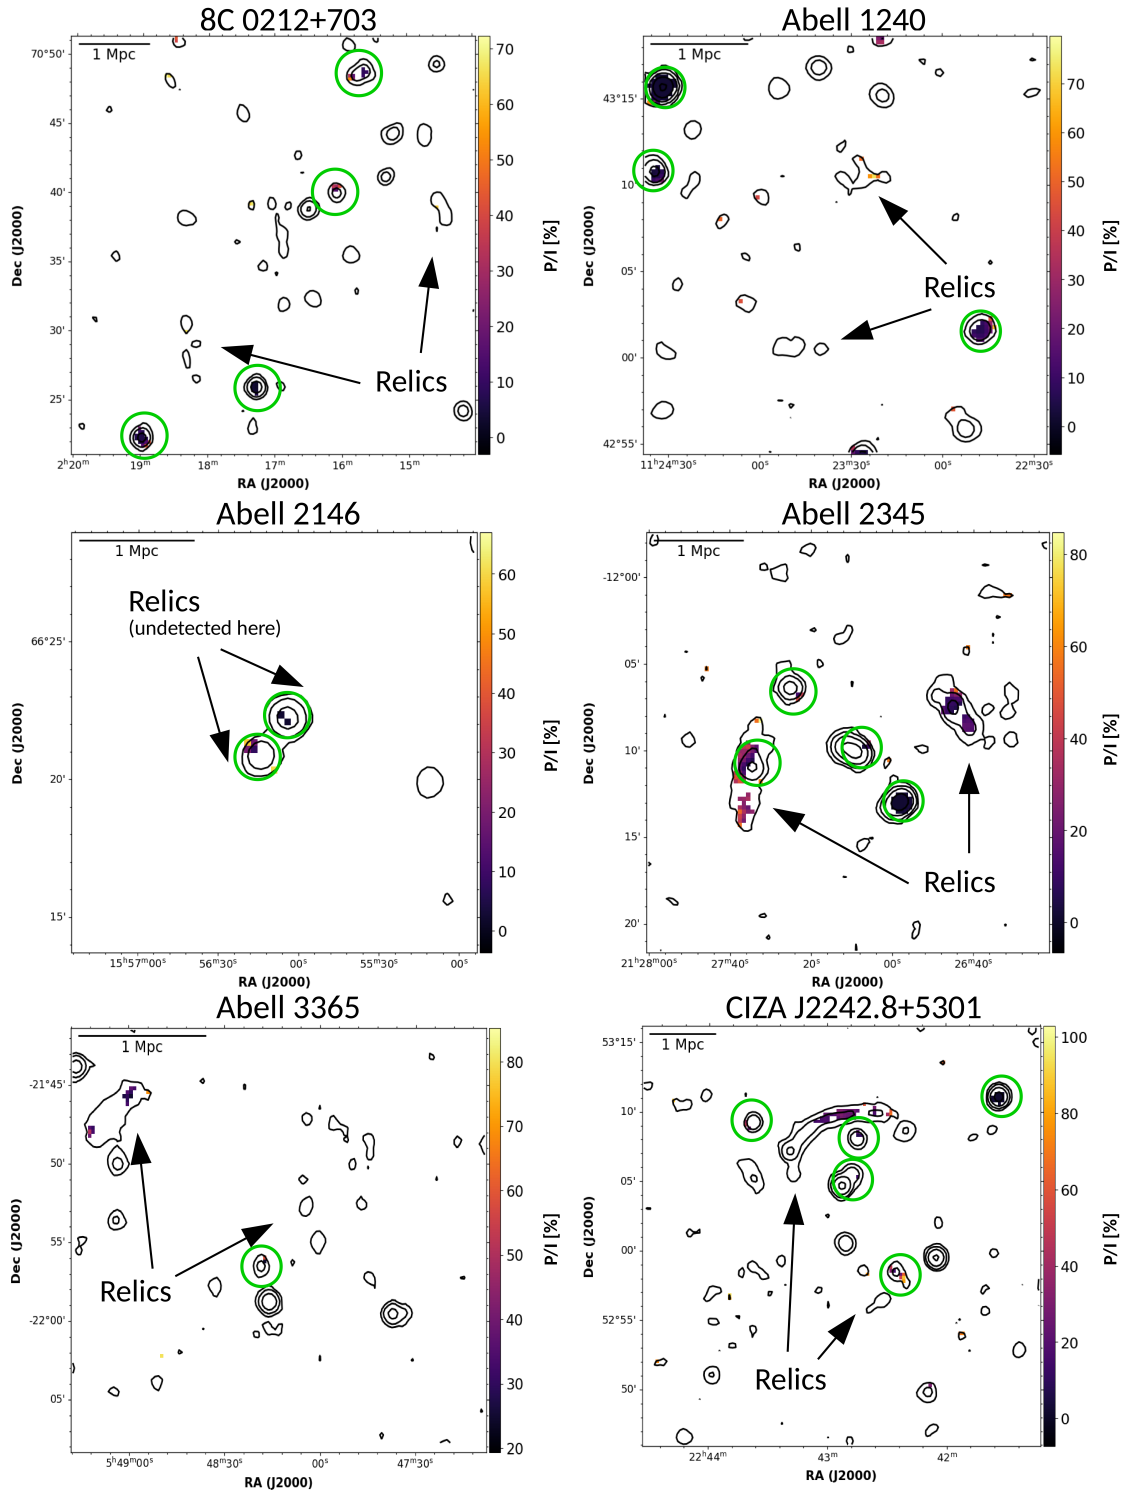 8C 0212+703
1 Mpc
70°50'
45'
40'
35'
30'
25'
Dec (J2000)
2ʰ20ᵐ 19ᵐ 18ᵐ 17ᵐ 16ᵐ 15ᵐ
RA (J2000)
Relics
70
60
50
40
30
20
10
0
P/I [%]
Abell 1240
1 Mpc
43°15'
10'
05'
00'
42°55'
Dec (J2000)
11ʰ24ᵐ30ˢ 00ˢ 23ᵐ30ˢ 00ˢ 22ᵐ30ˢ
RA (J2000)
Relics
70
60
50
40
30
20
10
0
P/I [%]
Abell 2146
1 Mpc
Relics
(undetected here)
66°25'
20'
15'
Dec (J2000)
15ʰ57ᵐ00ˢ 56ᵐ30ˢ 00ˢ 55ᵐ30ˢ 00ˢ
RA (J2000)
60
50
40
30
20
10
0
P/I [%]
Abell 2345
1 Mpc
-12°00'
05'
10'
15'
20'
Dec (J2000)
21ʰ28ᵐ00ˢ 27ᵐ40ˢ 20ˢ 00ˢ 26ᵐ40ˢ
RA (J2000)
Relics
80
60
40
20
0
P/I [%]
Abell 3365
1 Mpc
-21°45'
50'
55'
-22°00'
05'
Dec (J2000)
5ʰ49ᵐ00ˢ 48ᵐ30ˢ 00ˢ 47ᵐ30ˢ
RA (J2000)
Relics
80
70
60
50
40
30
20
P/I [%]
CIZA J2242.8+5301
1 Mpc
53°15'
10'
05'
00'
52°55'
50'
Dec (J2000)
22ʰ44ᵐ 43ᵐ 42ᵐ
RA (J2000)
Relics
100
80
60
40
20
0
P/I [%]